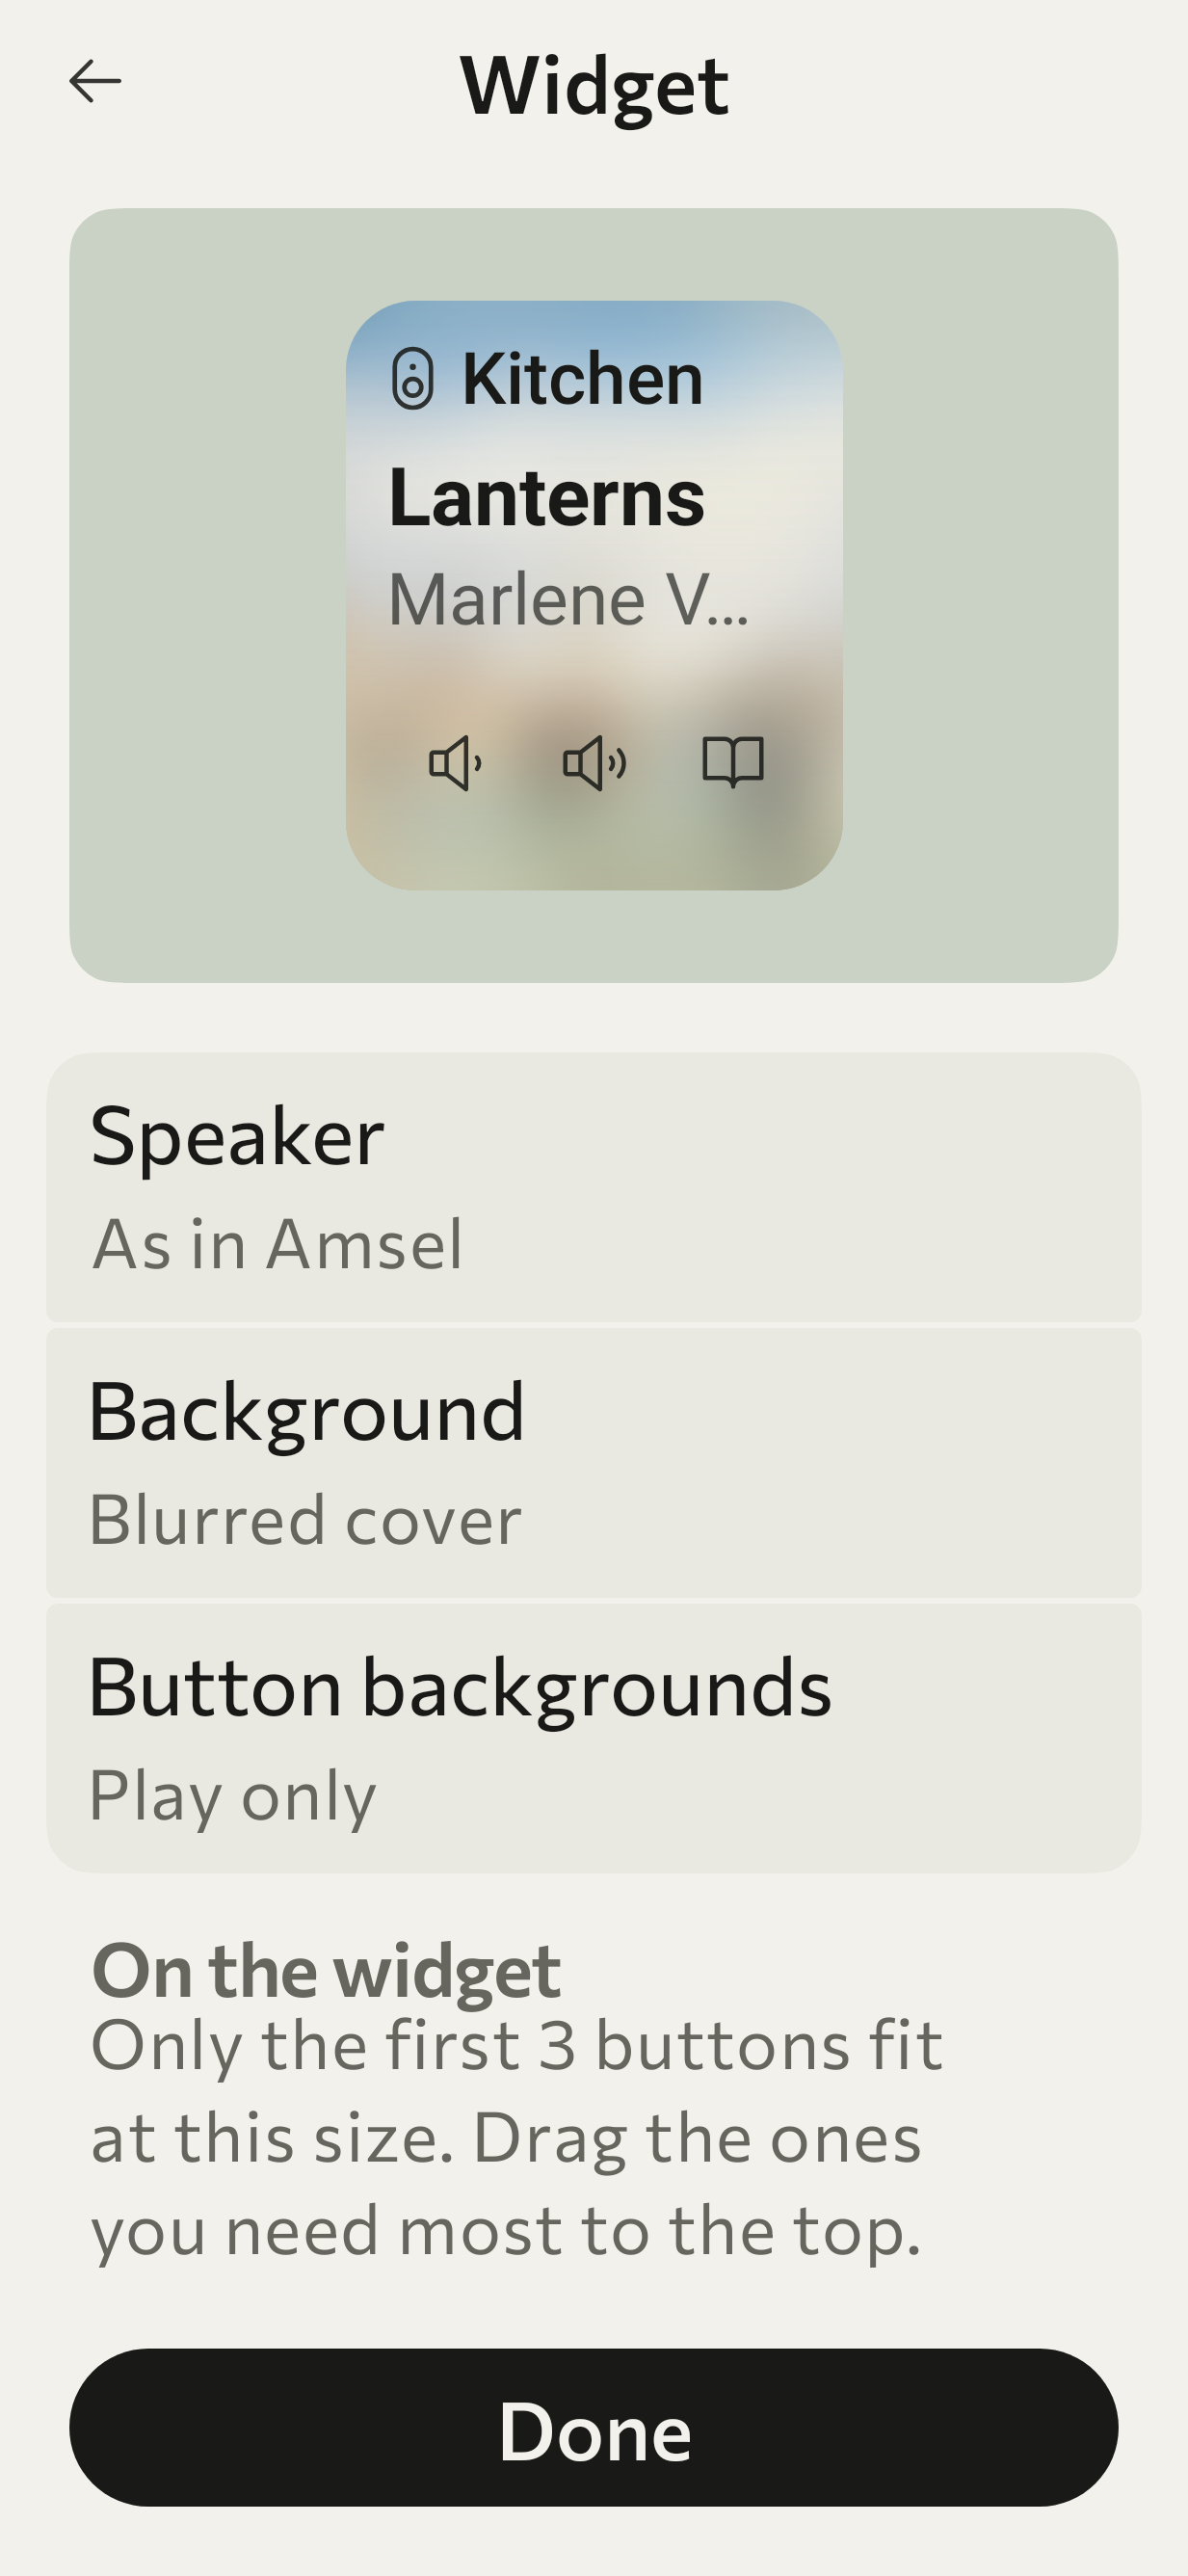 Widget
Kitchen
Lanterns
Marlene V…
Speaker
As in Amsel
Background
Blurred cover
Button backgrounds
Play only
On the widget
Only the first 3 buttons fit
at this size. Drag the ones
you need most to the top.
Done